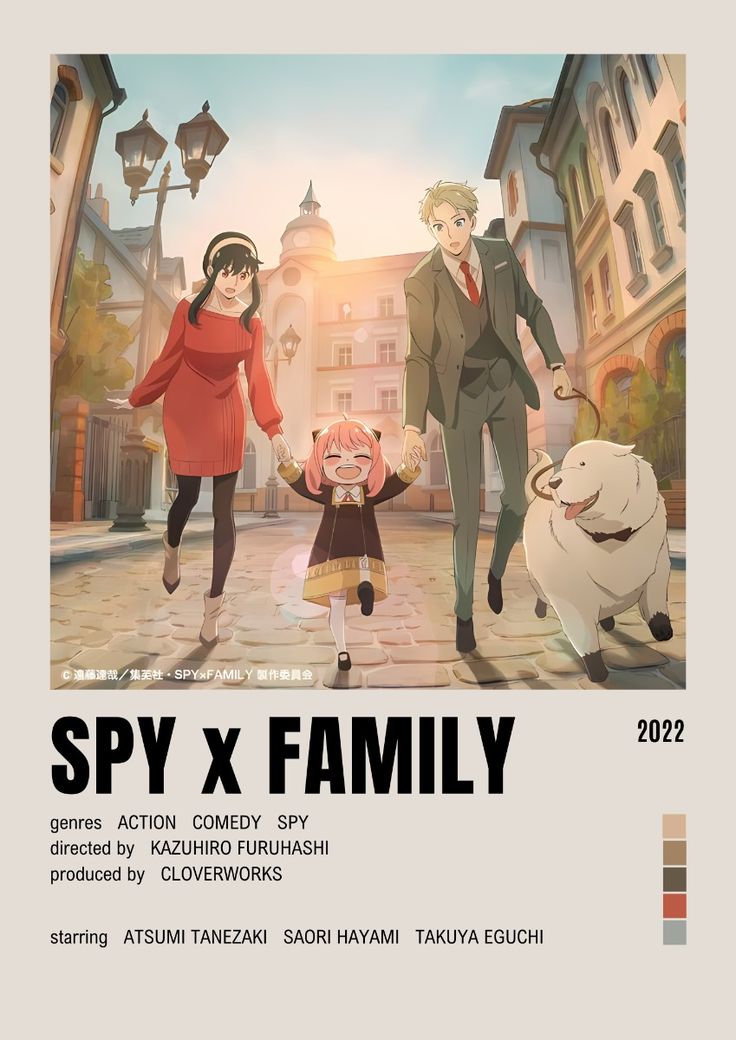 © 遠藤達哉／集英社・SPY×FAMILY 製作委員会
SPY x FAMILY
2022
genres ACTION COMEDY SPY
directed by KAZUHIRO FURUHASHI
produced by CLOVERWORKS
starring ATSUMI TANEZAKI SAORI HAYAMI TAKUYA EGUCHI